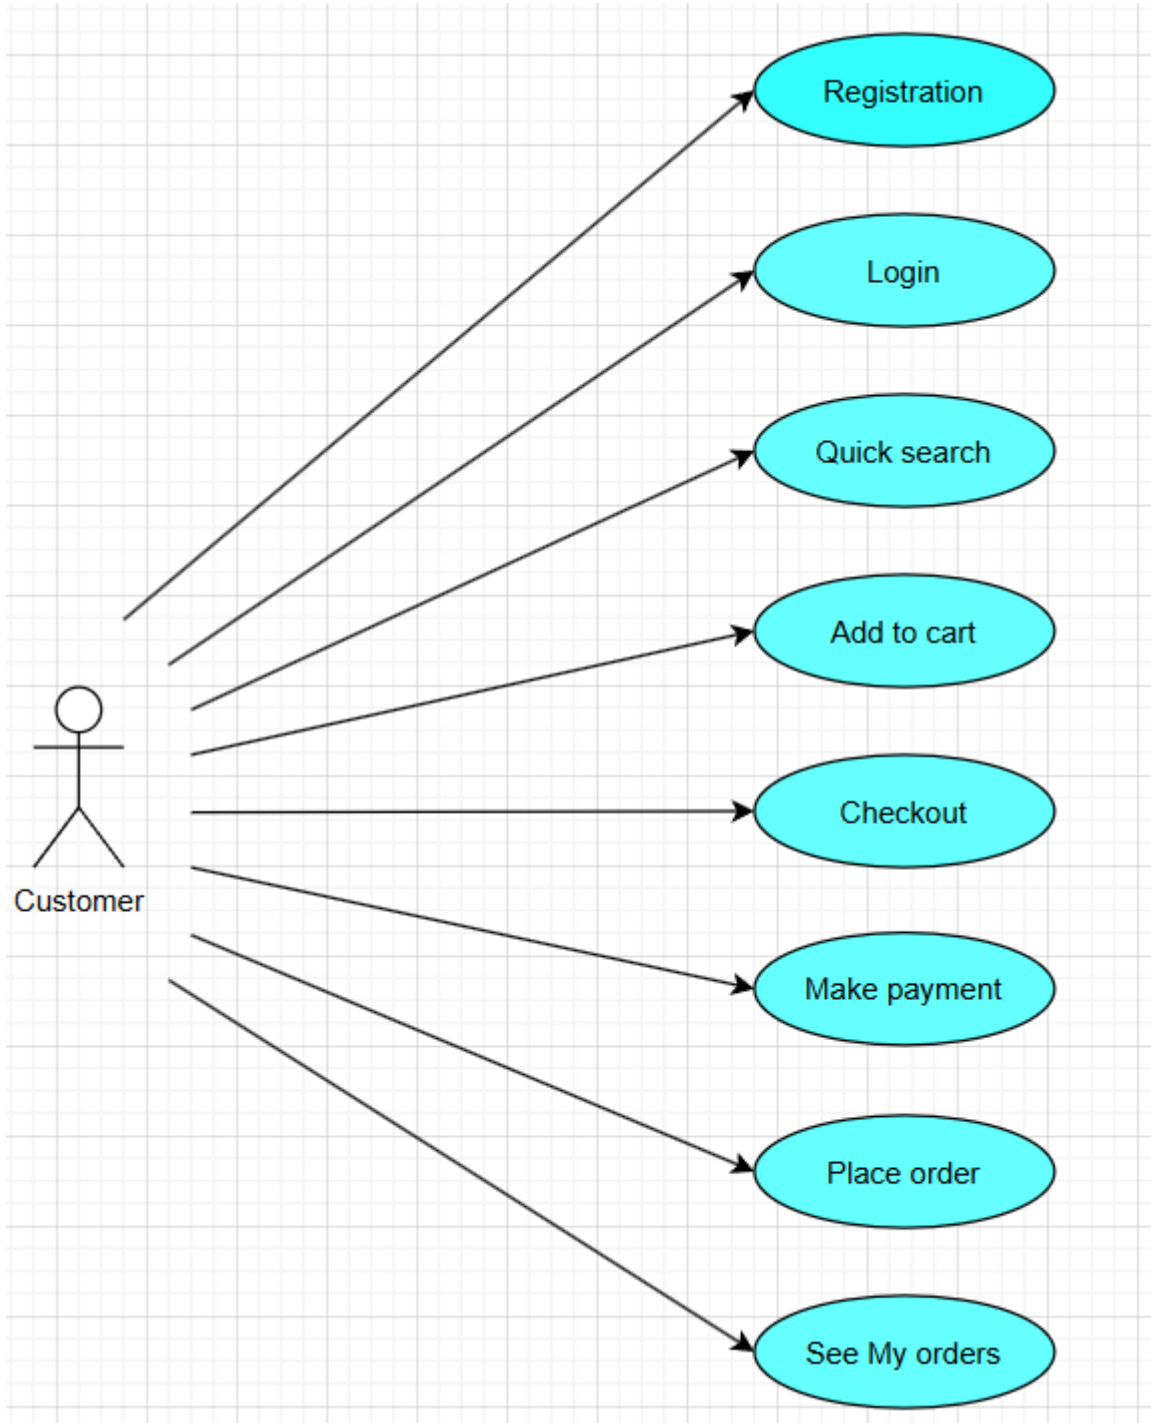 Registration
Login
Quick search
Add to cart
Checkout
Customer
Make payment
Place order
See My orders